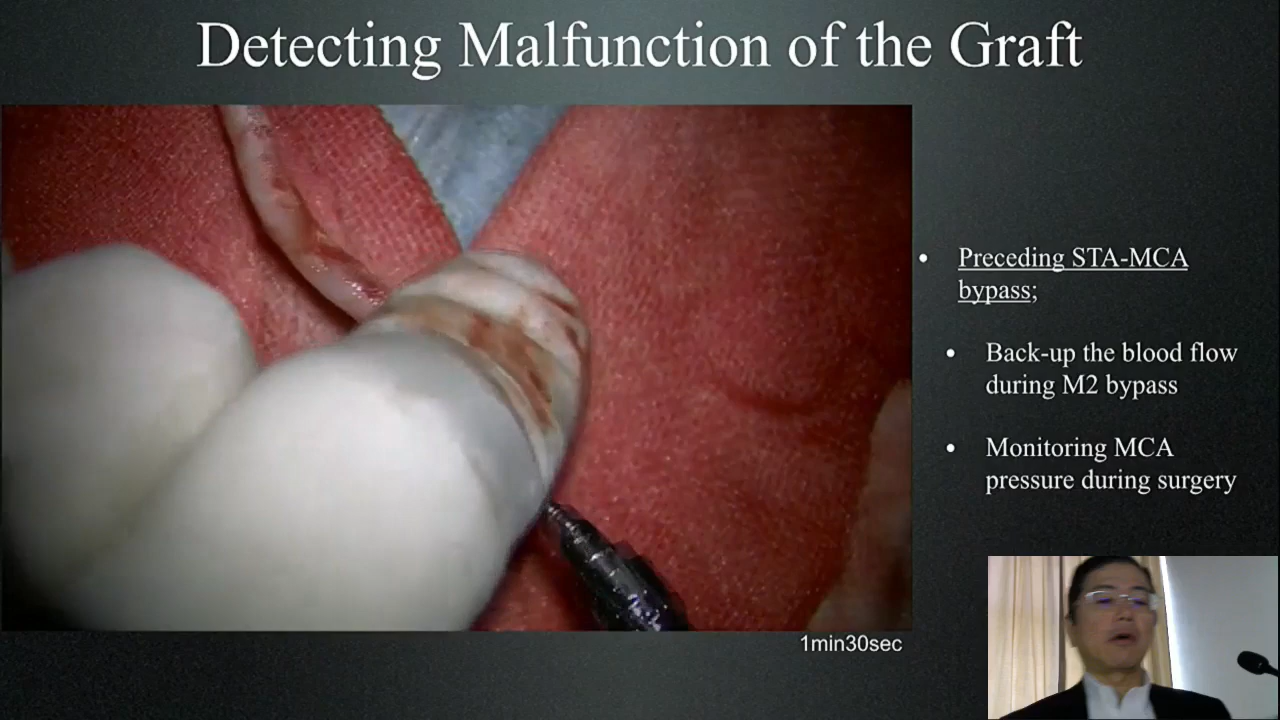 Detecting Malfunction of the Graft
• Preceding STA-MCA
bypass;
• Back-up the blood flow
during M2 bypass
• Monitoring MCA
pressure during surgery
1min30sec